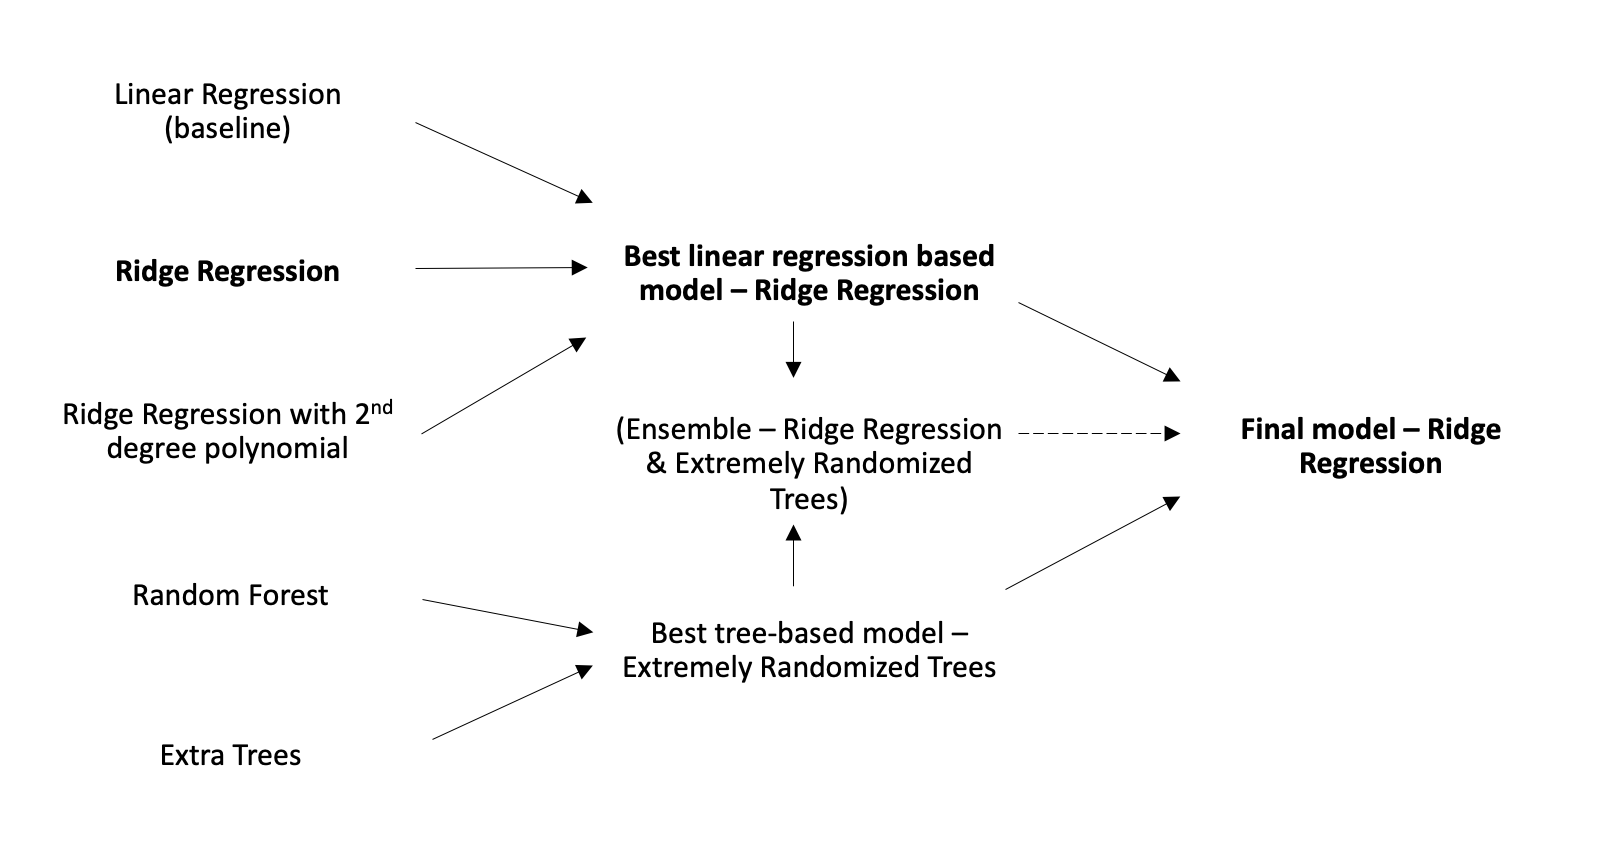 Linear Regression
(baseline)
Ridge Regression
Ridge Regression with 2nd
degree polynomial
Random Forest
Extra Trees
Best linear regression based
model – Ridge Regression
(Ensemble – Ridge Regression
& Extremely Randomized
Trees)
Best tree-based model –
Extremely Randomized Trees
Final model – Ridge
Regression